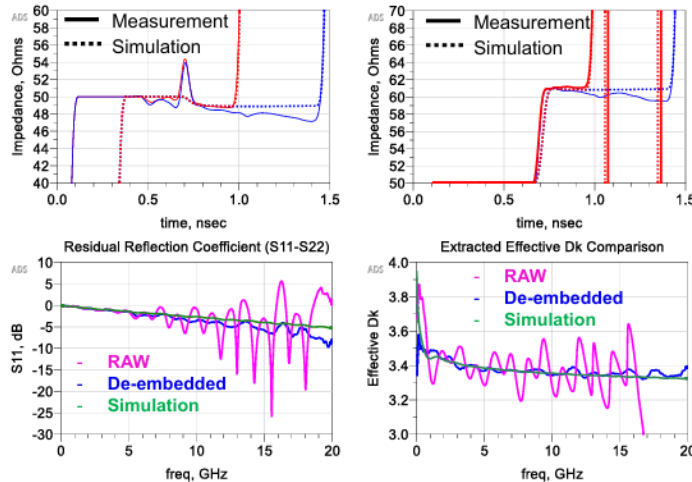 ADS
Measurement
Simulation
60
58
56
54
52
50
48
46
44
42
40
Impedance, Ohms
0.0
0.5
1.0
1.5
time, nsec
ADS
Measurement
Simulation
70
68
66
64
62
60
58
56
54
52
50
Impedance, Ohms
0.0
0.5
1.0
1.5
time, nsec
Residual Reflection Coefficient (S11-S22)
ADS
10
5
0
-5
-10
-15
-20
-25
-30
S11, dB
- RAW
- De-embedded
- Simulation
0
5
10
15
20
freq, GHz
Extracted Effective Dk Comparison
ADS
4.0
3.8
3.6
3.4
3.2
3.0
Effective Dk
- RAW
- De-embedded
- Simulation
0
5
10
15
20
freq, GHz